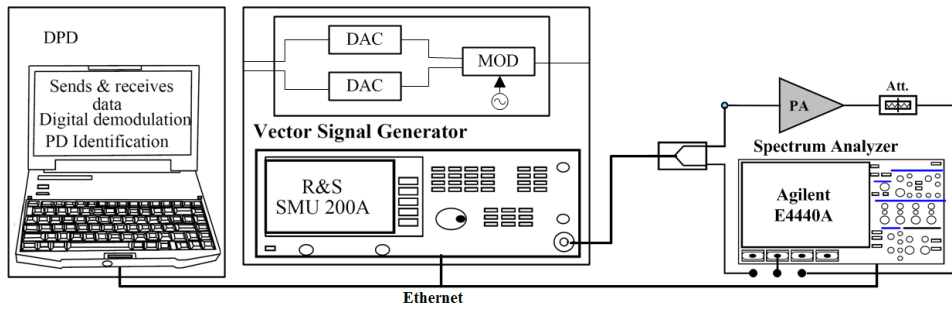 DPD
Sends & receives
data
Digital demodulation
PD Identification
DAC
DAC
MOD
Vector Signal Generator
R&S
SMU 200A
PA
Att.
Spectrum Analyzer
Agilent
E4440A
Ethernet